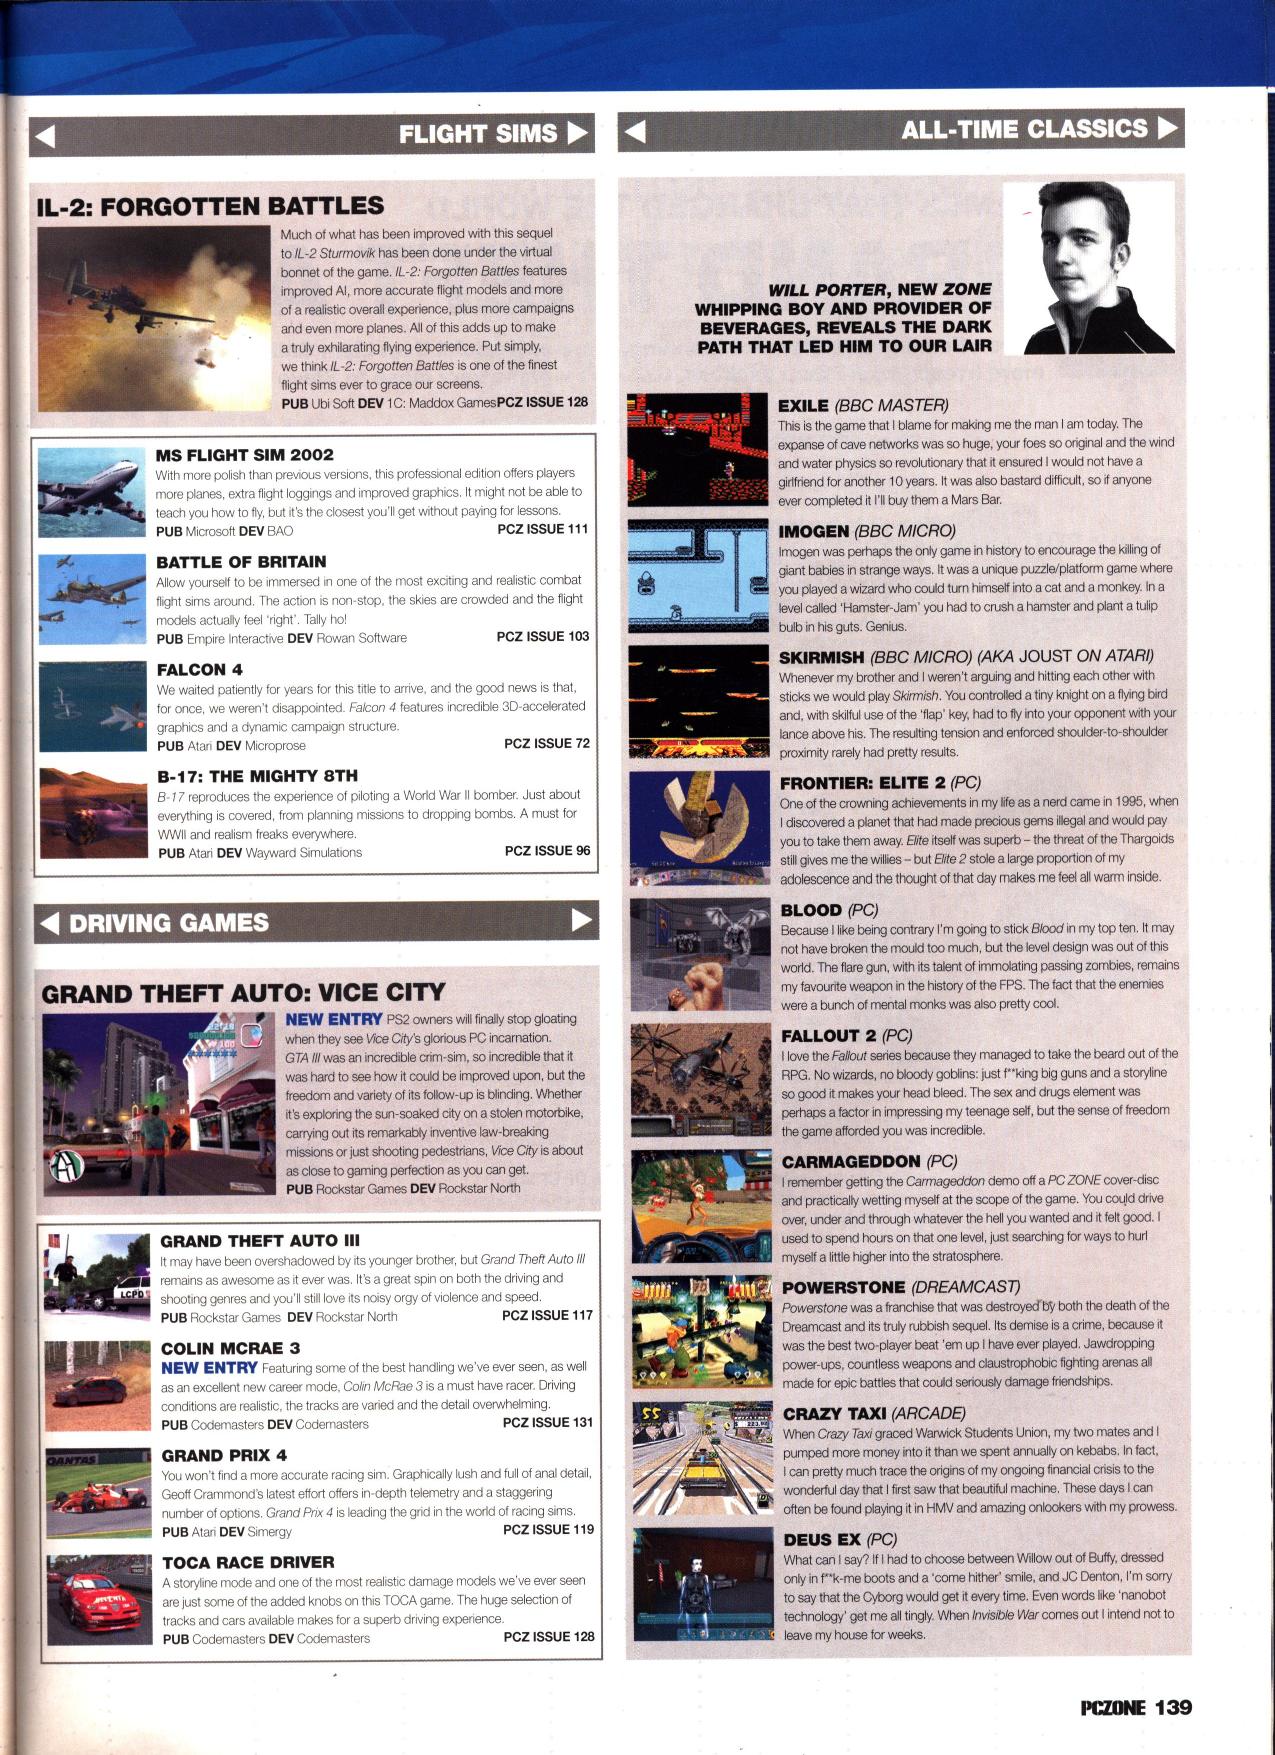 FLIGHT SIMS
IL-2: FORGOTTEN BATTLES
Much of what has been improved with this sequel
to IL-2 Sturmovik has been done under the virtual
bonnet of the game. IL-2: Forgotten Battles features
improved AI, more accurate flight models and more
of a realistic overall experience, plus more campaigns
and even more planes. All of this adds up to make
a truly exhilarating flying experience. Put simply,
we think IL-2: Forgotten Battles is one of the finest
flight sims ever to grace our screens.
PUB Ubi Soft DEV 1C: Maddox Games PCZ ISSUE 128
MS FLIGHT SIM 2002
With more polish than previous versions, this professional edition offers players
more planes, extra flight loggings and improved graphics. It might not be able to
teach you how to fly, but it's the closest you'll get without paying for lessons.
PUB Microsoft DEV BAO PCZ ISSUE 111
BATTLE OF BRITAIN
Allow yourself to be immersed in one of the most exciting and realistic combat
flight sims around. The action is non-stop, the skies are crowded and the flight
models actually feel 'right'. Tally ho!
PUB Empire Interactive DEV Rowan Software PCZ ISSUE 103
FALCON 4
We waited patiently for years for this title to arrive, and the good news is that,
for once, we weren't disappointed. Falcon 4 features incredible 3D-accelerated
graphics and a dynamic campaign structure.
PUB Atari DEV Microprose PCZ ISSUE 72
B-17: THE MIGHTY 8TH
B-17 reproduces the experience of piloting a World War II bomber. Just about
everything is covered, from planning missions to dropping bombs. A must for
WWII and realism freaks everywhere.
PUB Atari DEV Wayward Simulations PCZ ISSUE 96
DRIVING GAMES
GRAND THEFT AUTO: VICE CITY
NEW ENTRY PS2 owners will finally stop gloating
when they see Vice City's glorious PC incarnation.
GTA III was an incredible crim-sim, so incredible that it
was hard to see how it could be improved upon, but the
freedom and variety of its follow-up is blinding. Whether
it's exploring the sun-soaked city on a stolen motorbike,
carrying out its remarkably inventive law-breaking
missions or just shooting pedestrians, Vice City is about
as close to gaming perfection as you can get.
PUB Rockstar Games DEV Rockstar North
GRAND THEFT AUTO III
It may have been overshadowed by its younger brother, but Grand Theft Auto III
remains as awesome as it ever was. It's a great spin on both the driving and
shooting genres and you'll still love its noisy orgy of violence and speed.
PUB Rockstar Games DEV Rockstar North PCZ ISSUE 117
LCPD
COLIN MCRAE 3
NEW ENTRY Featuring some of the best handling we've ever seen, as well
as an excellent new career mode, Colin McRae 3 is a must have racer. Driving
conditions are realistic, the tracks are varied and the detail overwhelming.
PUB Codemasters DEV Codemasters PCZ ISSUE 131
GRAND PRIX 4
You won't find a more accurate racing sim. Graphically lush and full of anal detail,
Geoff Crammond's latest effort offers in-depth telemetry and a staggering
number of options. Grand Prix 4 is leading the grid in the world of racing sims.
PUB Atari DEV Simergy PCZ ISSUE 119
QANTAS
TOCA RACE DRIVER
A storyline mode and one of the most realistic damage models we've ever seen
are just some of the added knobs on this TOCA game. The huge selection of
tracks and cars available makes for a superb driving experience.
PUB Codemasters DEV Codemasters PCZ ISSUE 128
ALL-TIME CLASSICS
WILL PORTER, NEW ZONE
WHIPPING BOY AND PROVIDER OF
BEVERAGES, REVEALS THE DARK
PATH THAT LED HIM TO OUR LAIR
EXILE (BBC MASTER)
This is the game that I blame for making me the man I am today. The
expanse of cave networks was so huge, your foes so original and the wind
and water physics so revolutionary that it ensured I would not have a
girlfriend for another 10 years. It was also bastard difficult, so if anyone
ever completed it I'll buy them a Mars Bar.
IMOGEN (BBC MICRO)
Imogen was perhaps the only game in history to encourage the killing of
giant babies in strange ways. It was a unique puzzle/platform game where
you played a wizard who could turn himself into a cat and a monkey. In a
level called 'Hamster-Jam' you had to crush a hamster and plant a tulip
bulb in his guts. Genius.
SKIRMISH (BBC MICRO) (AKA JOUST ON ATARI)
Whenever my brother and I weren't arguing and hitting each other with
sticks we would play Skirmish. You controlled a tiny knight on a flying bird
and, with skilful use of the 'flap' key, had to fly into your opponent with your
lance above his. The resulting tension and enforced shoulder-to-shoulder
proximity rarely had pretty results.
FRONTIER: ELITE 2 (PC)
One of the crowning achievements in my life as a nerd came in 1995, when
I discovered a planet that had made precious gems illegal and would pay
you to take them away. Elite itself was superb – the threat of the Thargoids
still gives me the willies – but Elite 2 stole a large proportion of my
adolescence and the thought of that day makes me feel all warm inside.
BLOOD (PC)
Because I like being contrary I'm going to stick Blood in my top ten. It may
not have broken the mould too much, but the level design was out of this
world. The flare gun, with its talent of immolating passing zombies, remains
my favourite weapon in the history of the FPS. The fact that the enemies
were a bunch of mental monks was also pretty cool.
FALLOUT 2 (PC)
I love the Fallout series because they managed to take the beard out of the
RPG. No wizards, no bloody goblins: just f**king big guns and a storyline
so good it makes your head bleed. The sex and drugs element was
perhaps a factor in impressing my teenage self, but the sense of freedom
the game afforded you was incredible.
CARMAGEDDON (PC)
I remember getting the Carmageddon demo off a PC ZONE cover-disc
and practically wetting myself at the scope of the game. You could drive
over, under and through whatever the hell you wanted and it felt good. I
used to spend hours on that one level, just searching for ways to hurl
myself a little higher into the stratosphere.
POWERSTONE (DREAMCAST)
Powerstone was a franchise that was destroyed by both the death of the
Dreamcast and its truly rubbish sequel. Its demise is a crime, because it
was the best two-player beat 'em up I have ever played. Jawdropping
power-ups, countless weapons and claustrophobic fighting arenas all
made for epic battles that could seriously damage friendships.
CRAZY TAXI (ARCADE)
When Crazy Taxi graced Warwick Students Union, my two mates and I
pumped more money into it than we spent annually on kebabs. In fact,
I can pretty much trace the origins of my ongoing financial crisis to the
wonderful day that I first saw that beautiful machine. These days I can
often be found playing it in HMV and amazing onlookers with my prowess.
DEUS EX (PC)
What can I say? If I had to choose between Willow out of Buffy, dressed
only in f**k-me boots and a 'come hither' smile, and JC Denton, I'm sorry
to say that the Cyborg would get it every time. Even words like 'nanobot
technology' get me all tingly. When Invisible War comes out I intend not to
leave my house for weeks.
PCZONE 139